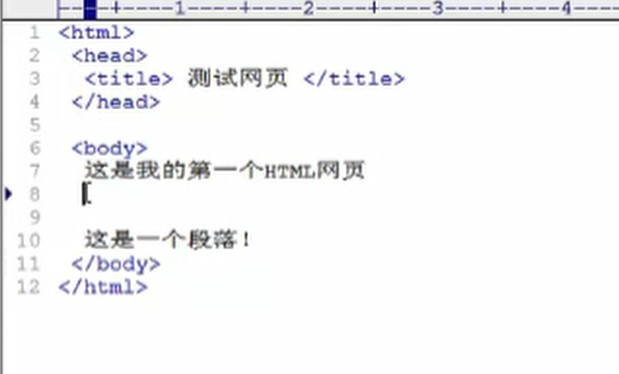 ----+----1----+----2----+----3----+----4----
1 <html>
2 <head>
3 <title> 测试网页 </title>
4 </head>
5
6 <body>
7 这是我的第一个HTML网页
8
9
10 这是一个段落!
11 </body>
12 </html>